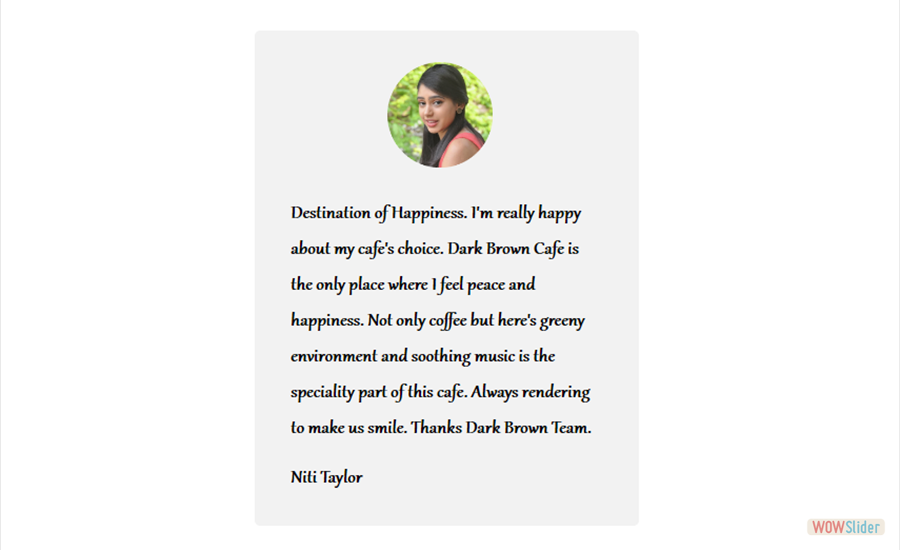 Destination of Happiness. I'm really happy
about my cafe's choice. Dark Brown Cafe is
the only place where I feel peace and
happiness. Not only coffee but here's greeny
environment and soothing music is the
speciality part of this cafe. Always rendering
to make us smile. Thanks Dark Brown Team.
Niti Taylor
WOWSlider